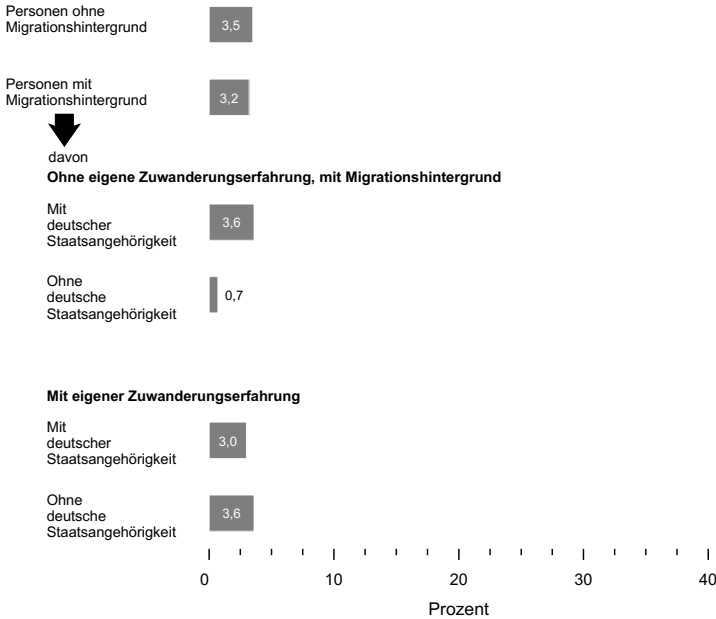 Personen ohne
Migrationshintergrund
3,5
Personen mit
Migrationshintergrund
3,2
davon
Ohne eigene Zuwanderungserfahrung, mit Migrationshintergrund
Mit
deutscher
Staatsangehörigkeit
3,6
Ohne
deutsche
Staatsangehörigkeit
0,7
Mit eigener Zuwanderungserfahrung
Mit
deutscher
Staatsangehörigkeit
3,0
Ohne
deutsche
Staatsangehörigkeit
3,6
0 10 20 30 40
Prozent